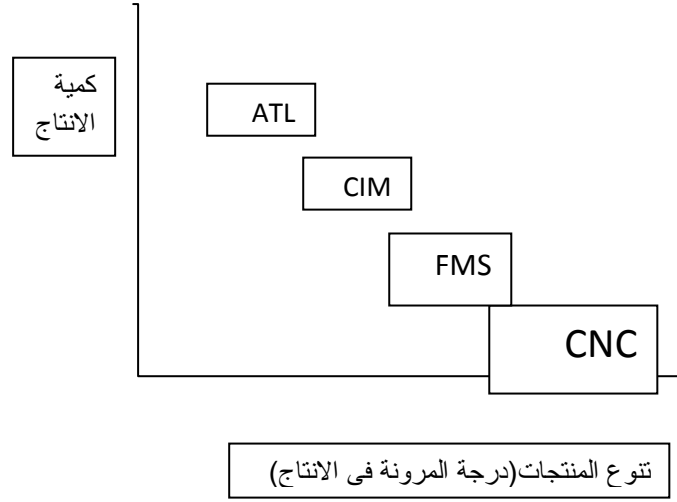 كمية
الانتاج
ATL
CIM
FMS
CNC
تنوع المنتجات(درجة المرونة فى الانتاج)